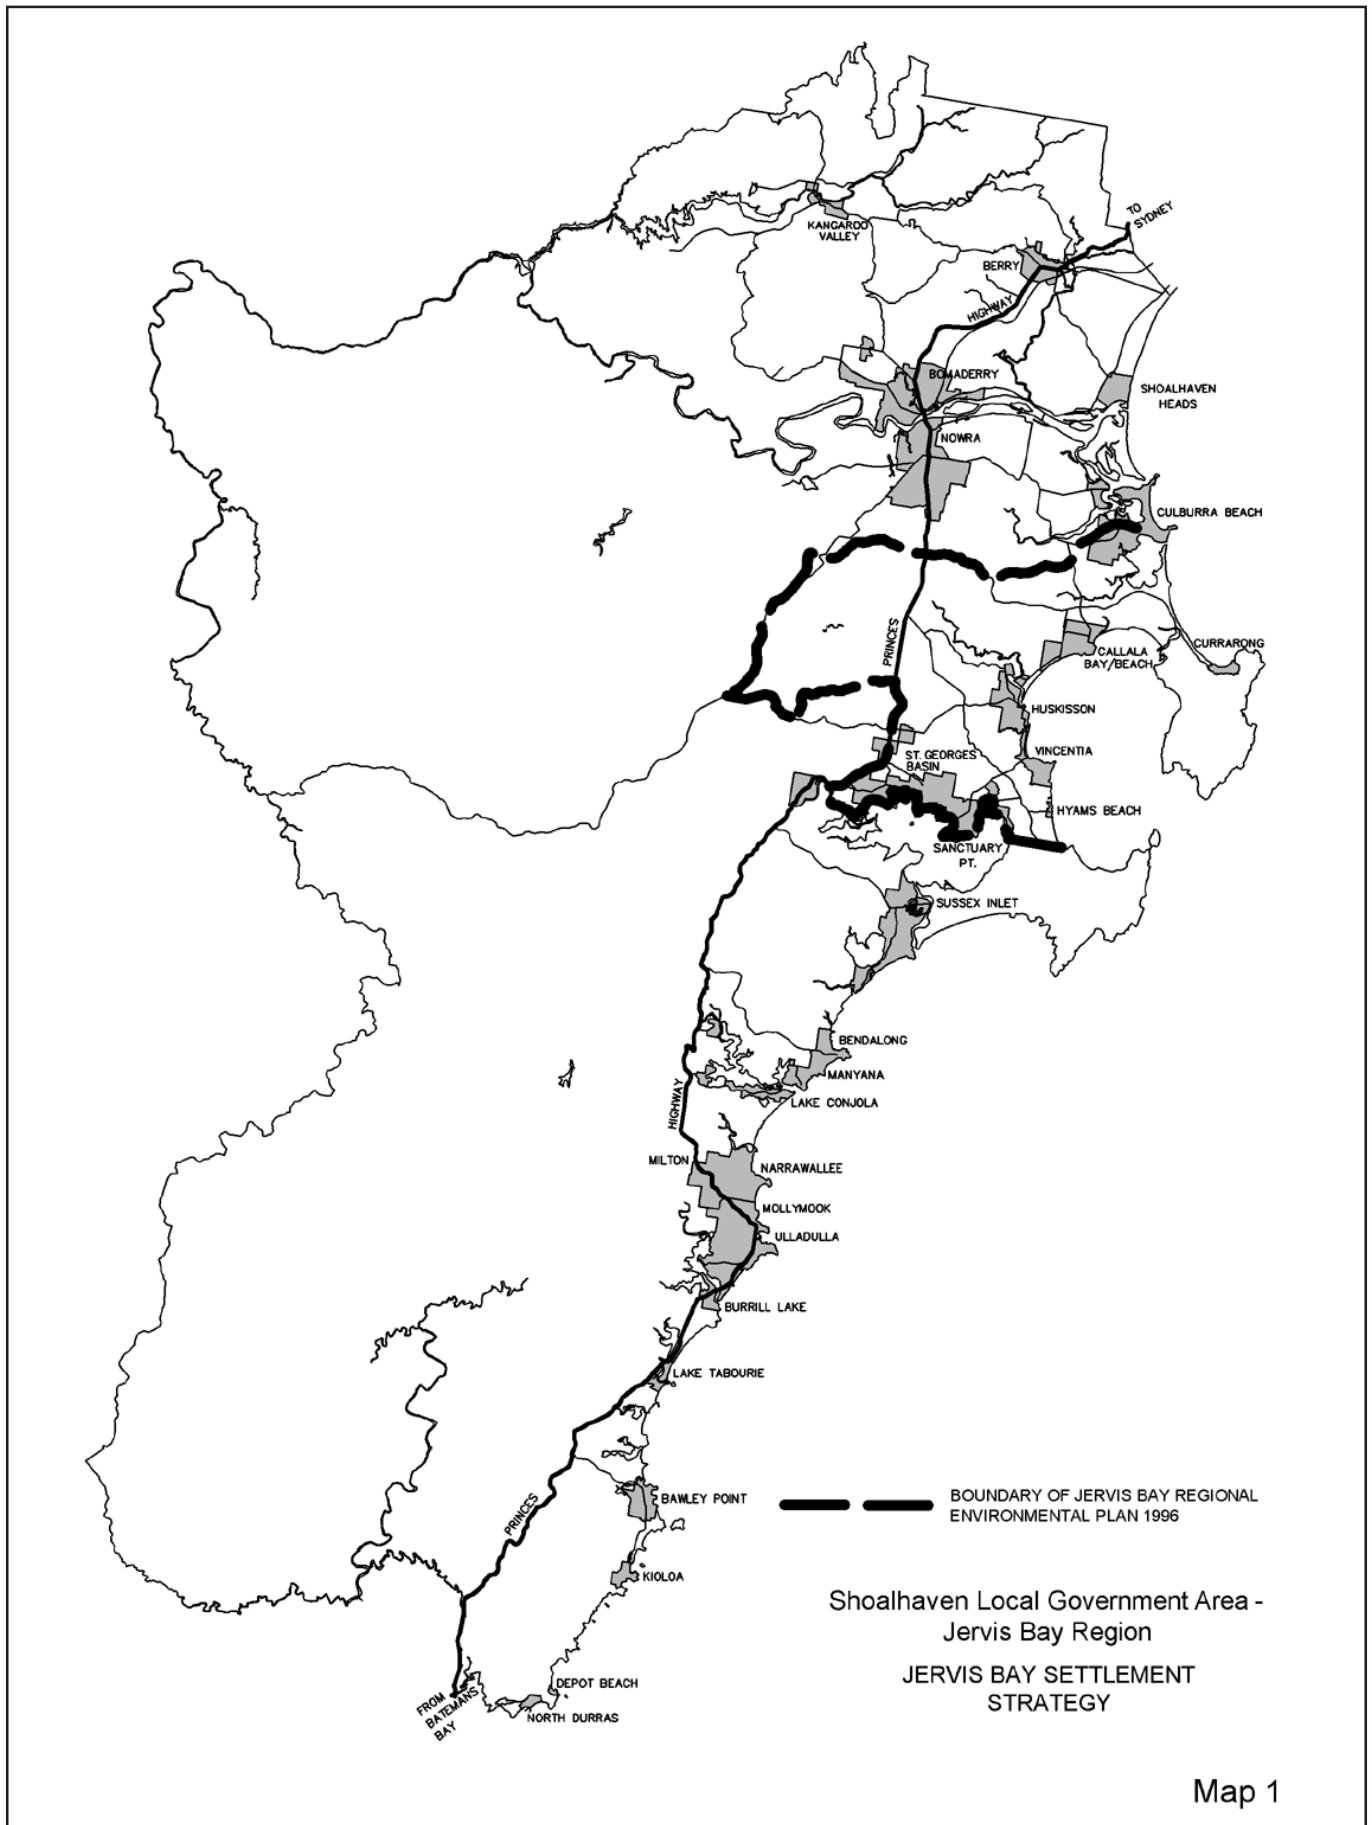 TO
SYDNEY
KANGAROO
VALLEY
BERRY
HIGHWAY
BOMADERRY
SHOALHAVEN
HEADS
NOWRA
CULBURRA BEACH
PRINCES
CURRARONG
CALLALA
BAY/BEACH
HUSKISSON
VINCENTIA
ST. GEORGES
BASIN
HYAMS BEACH
SANCTUARY
PT.
SUSSEX INLET
BENDALONG
MANYANA
LAKE CONJOLA
HIGHWAY
MILTON
NARRAWALLEE
MOLLYMOOK
ULLADULLA
BURRILL LAKE
LAKE TABOURIE
BAWLEY POINT
PRINCES
KIOLOA
DEPOT BEACH
NORTH DURRAS
FROM
BATEMANS
BAY
BOUNDARY OF JERVIS BAY REGIONAL
ENVIRONMENTAL PLAN 1996
Shoalhaven Local Government Area -
Jervis Bay Region
JERVIS BAY SETTLEMENT
STRATEGY
Map 1